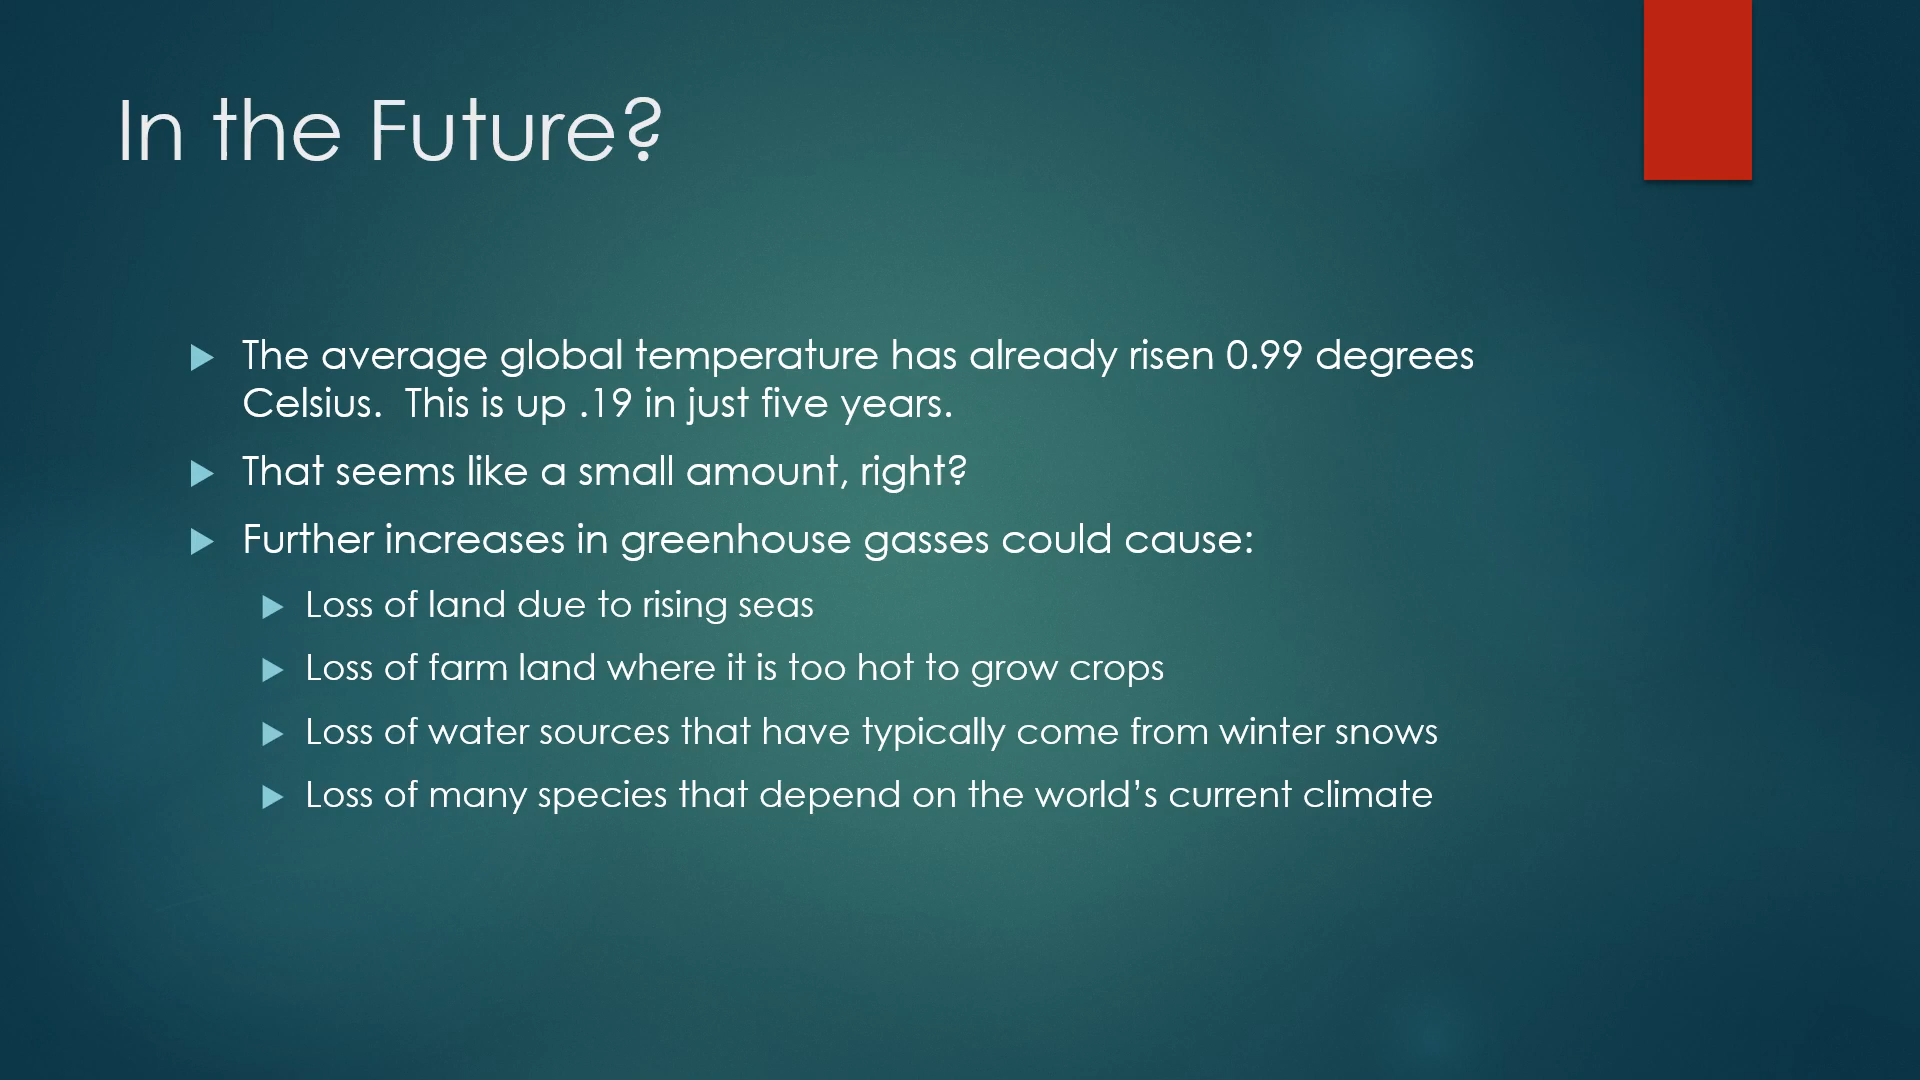 In the Future?
The average global temperature has already risen 0.99 degrees
Celsius.  This is up .19 in just five years.
That seems like a small amount, right?
Further increases in greenhouse gasses could cause:
Loss of land due to rising seas
Loss of farm land where it is too hot to grow crops
Loss of water sources that have typically come from winter snows
Loss of many species that depend on the world’s current climate